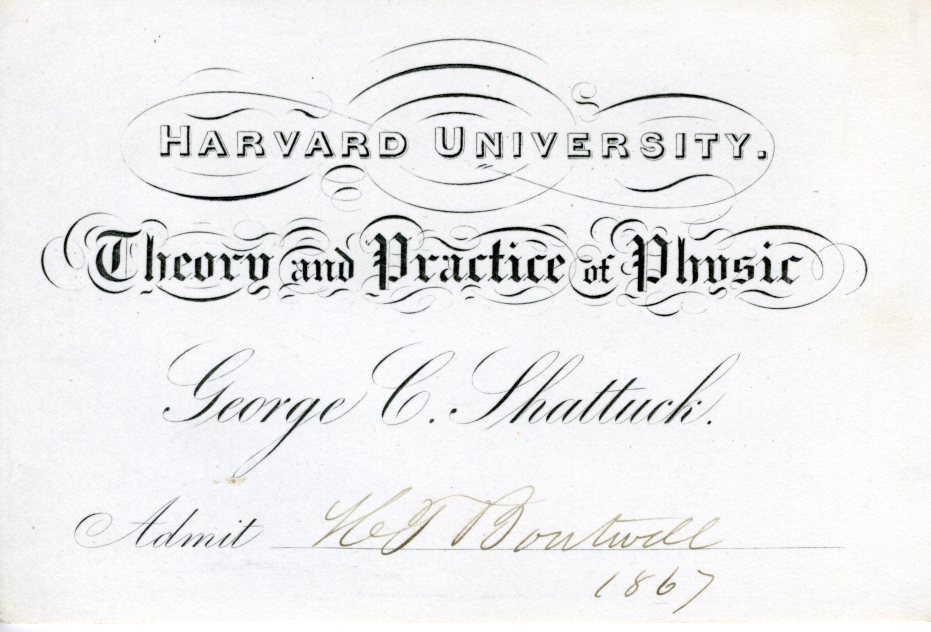 HARVARD UNIVERSITY.
Theory and Practice of Physic
George C. Shattuck.
Admit H T Boutwell
1867